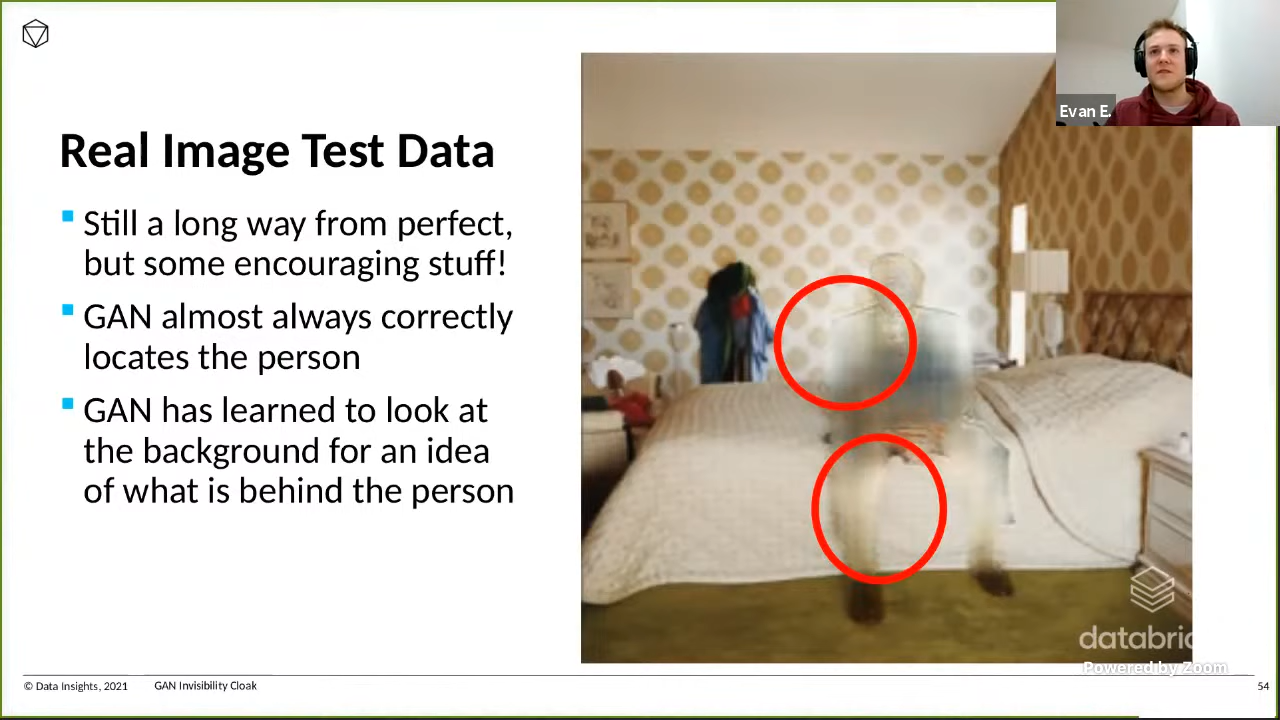 Evan E.
Real Image Test Data
Still a long way from perfect,
but some encouraging stuff!
GAN almost always correctly
locates the person
GAN has learned to look at
the background for an idea
of what is behind the person
databric
Powered by Zoom
© Data Insights, 2021
GAN Invisibility Cloak
54